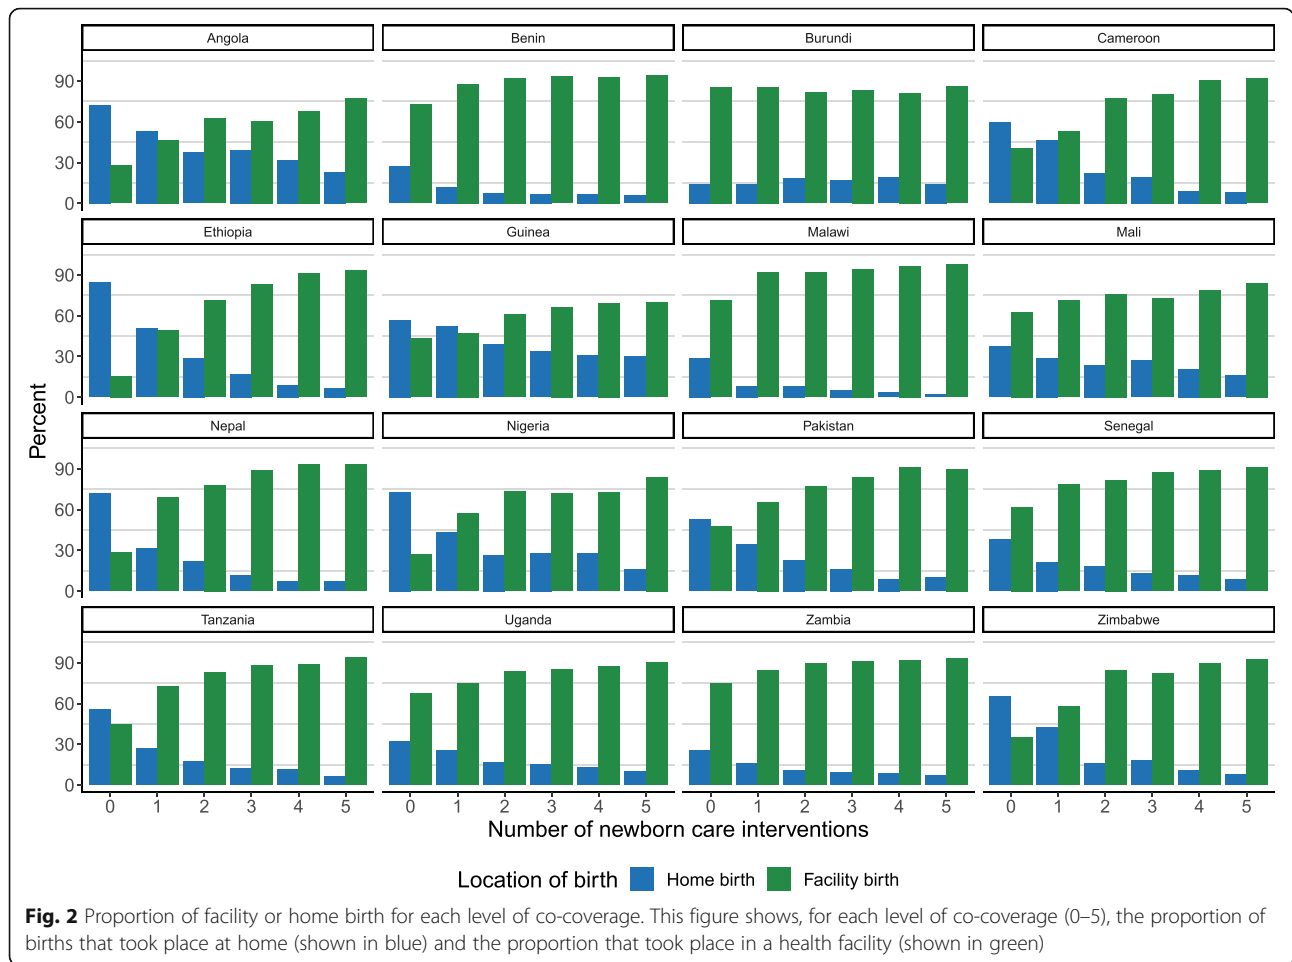 Angola Benin Burundi Cameroon
90
60
30
0
Ethiopia Guinea Malawi Mali
90
60
30
0
Percent
Nepal Nigeria Pakistan Senegal
90
60
30
0
Tanzania Uganda Zambia Zimbabwe
90
60
30
0
0 1 2 3 4 5 0 1 2 3 4 5 0 1 2 3 4 5 0 1 2 3 4 5
Number of newborn care interventions
Location of birth Home birth Facility birth
Fig. 2 Proportion of facility or home birth for each level of co-coverage. This figure shows, for each level of co-coverage (0–5), the proportion of
births that took place at home (shown in blue) and the proportion that took place in a health facility (shown in green)